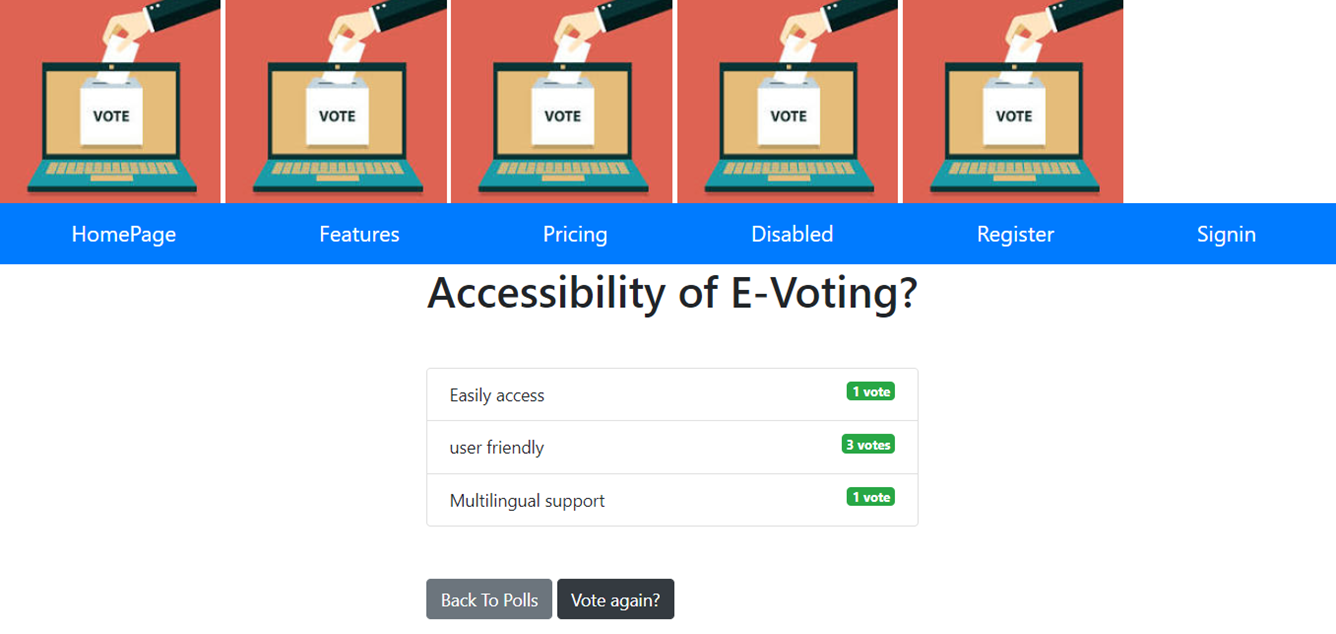 VOTE VOTE VOTE VOTE VOTE
HomePage Features Pricing Disabled Register Signin
Accessibility of E-Voting?
Easily access 1 vote
user friendly 3 votes
Multilingual support 1 vote
Back To Polls Vote again?